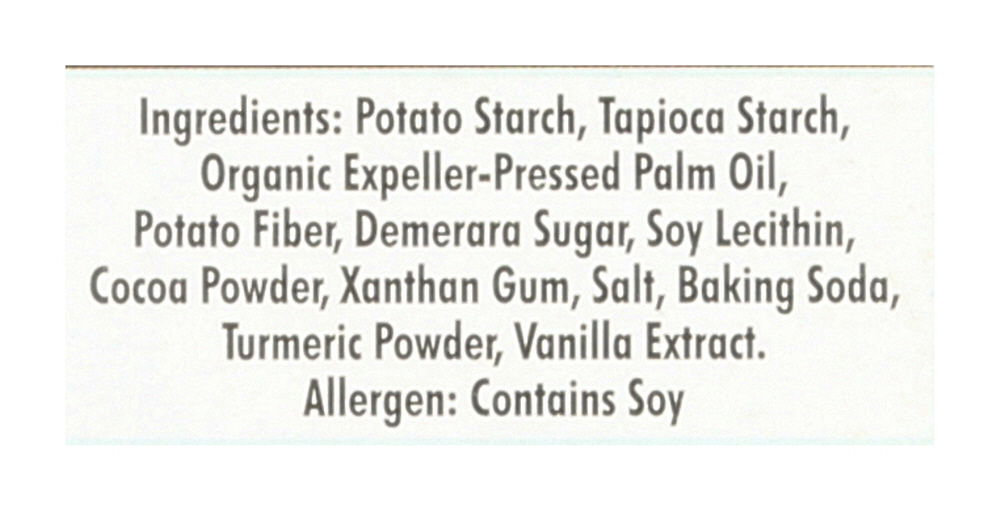 Ingredients: Potato Starch, Tapioca Starch,
Organic Expeller-Pressed Palm Oil,
Potato Fiber, Demerara Sugar, Soy Lecithin,
Cocoa Powder, Xanthan Gum, Salt, Baking Soda,
Turmeric Powder, Vanilla Extract.
Allergen: Contains Soy